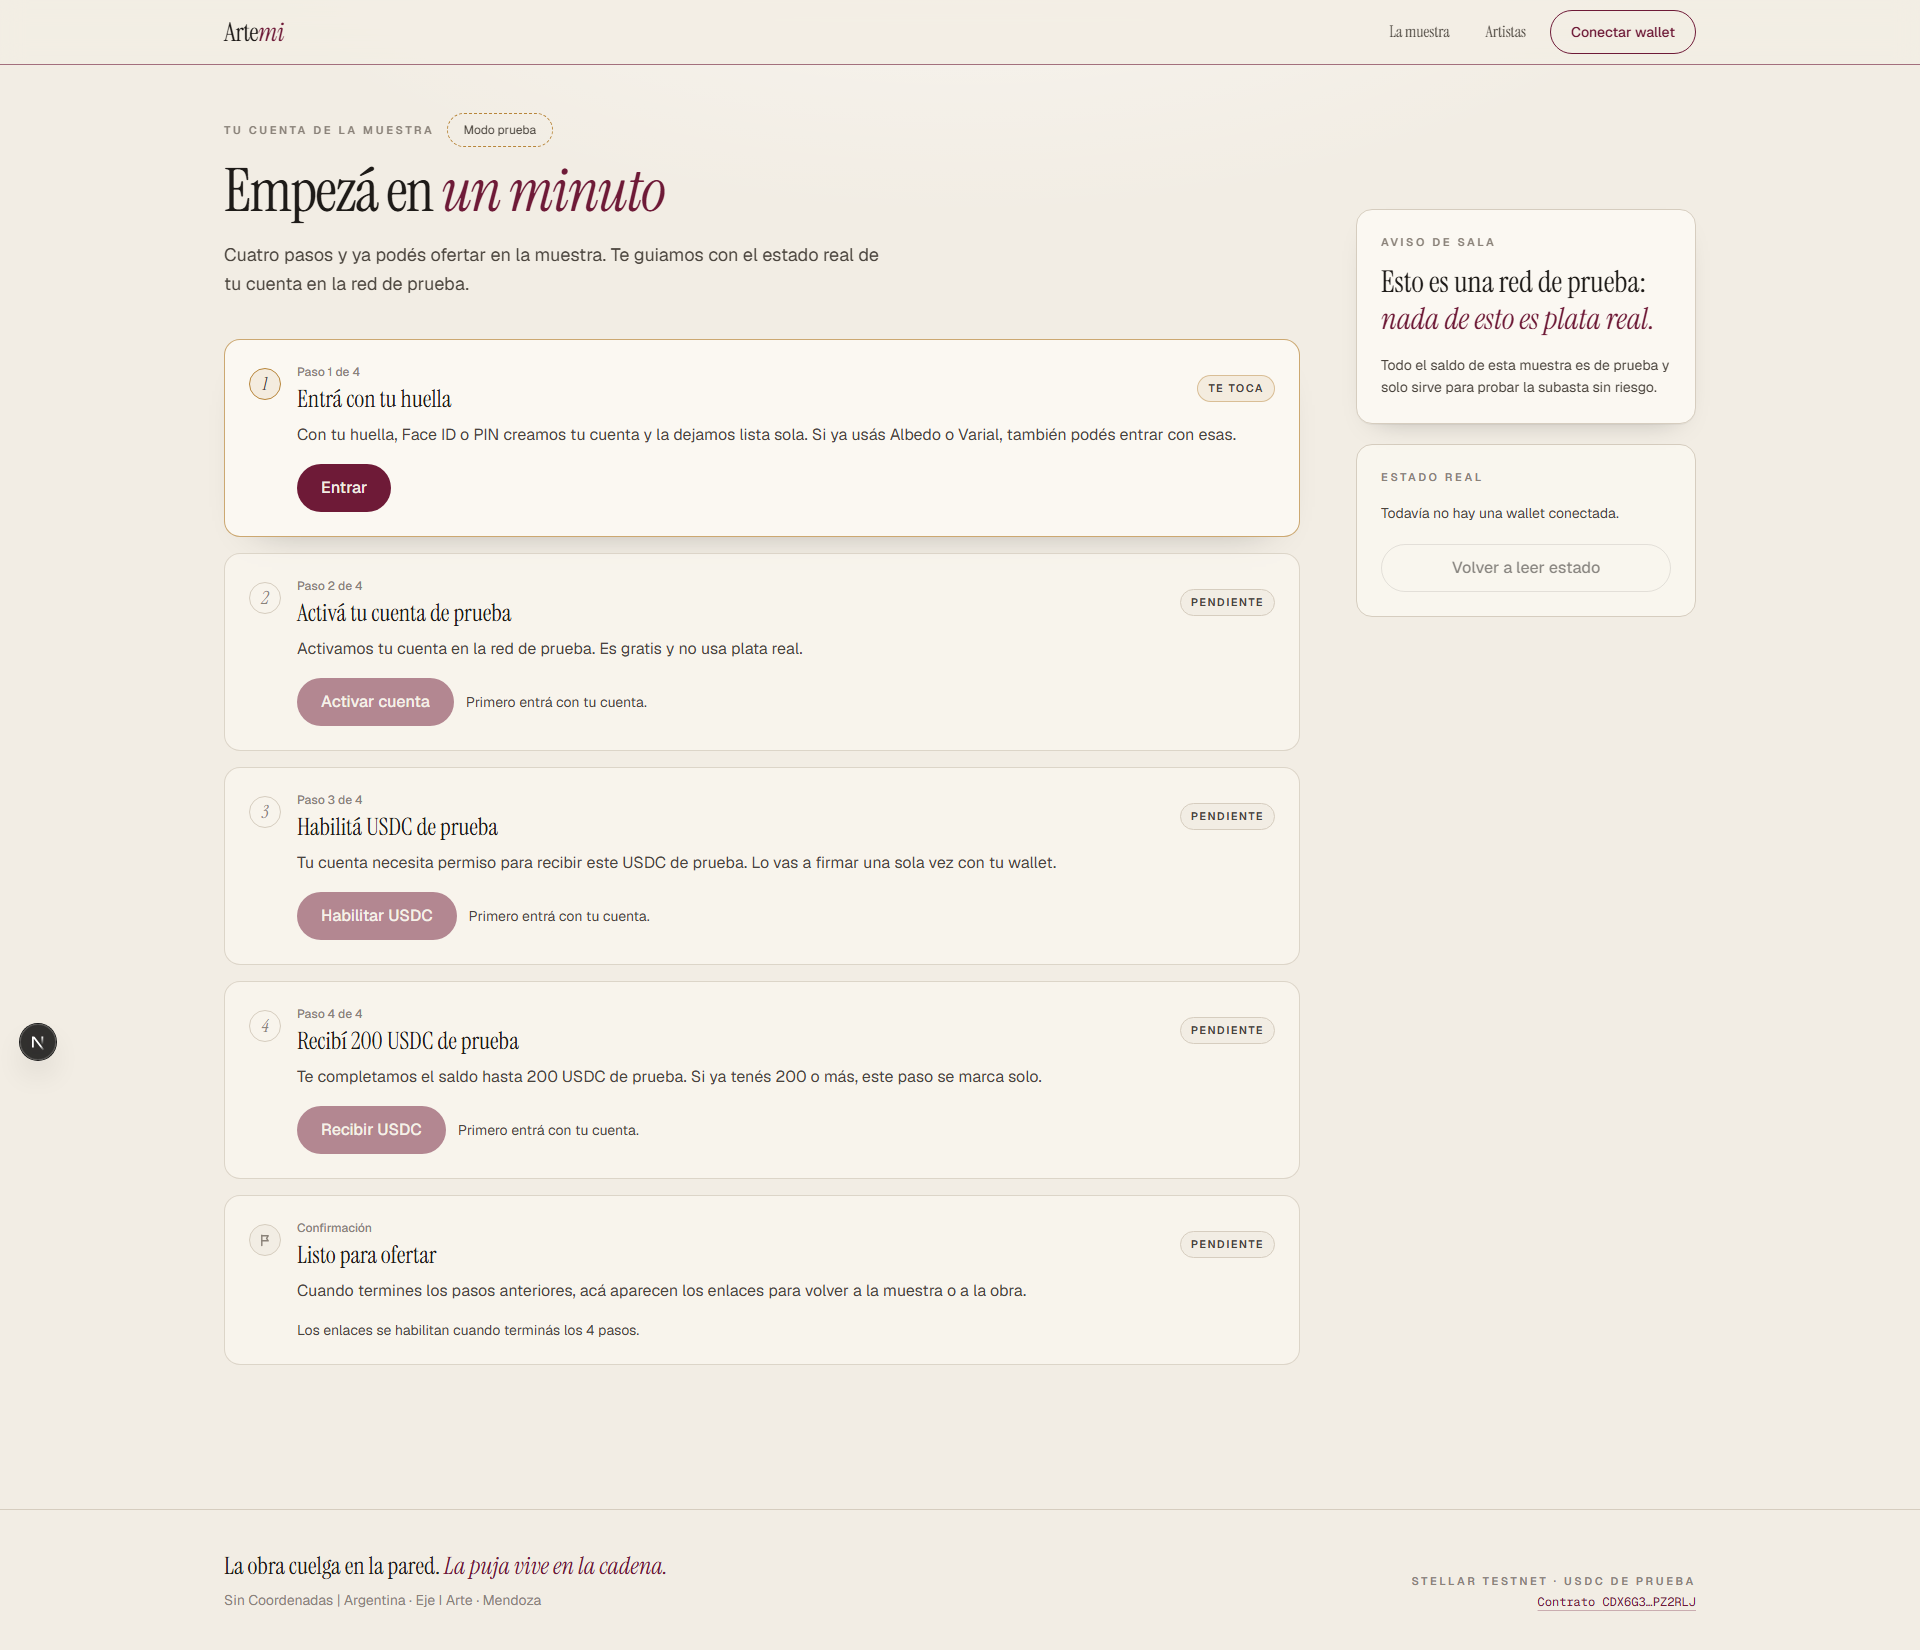 Artemi
La muestra
Artistas
Conectar wallet
TU CUENTA DE LA MUESTRA
Modo prueba
Empezá en un minuto
Cuatro pasos y ya podés ofertar en la muestra. Te guiamos con el estado real de
tu cuenta en la red de prueba.
1
Paso 1 de 4
Entrá con tu huella
TE TOCA
Con tu huella, Face ID o PIN creamos tu cuenta y la dejamos lista sola. Si ya usás Albedo o Varial, también podés entrar con esas.
Entrar
2
Paso 2 de 4
Activá tu cuenta de prueba
PENDIENTE
Activamos tu cuenta en la red de prueba. Es gratis y no usa plata real.
Activar cuenta
Primero entrá con tu cuenta.
3
Paso 3 de 4
Habilitá USDC de prueba
PENDIENTE
Tu cuenta necesita permiso para recibir este USDC de prueba. Lo vas a firmar una sola vez con tu wallet.
Habilitar USDC
Primero entrá con tu cuenta.
4
Paso 4 de 4
Recibí 200 USDC de prueba
PENDIENTE
Te completamos el saldo hasta 200 USDC de prueba. Si ya tenés 200 o más, este paso se marca solo.
Recibir USDC
Primero entrá con tu cuenta.
Confirmación
Listo para ofertar
PENDIENTE
Cuando termines los pasos anteriores, acá aparecen los enlaces para volver a la muestra o a la obra.
Los enlaces se habilitan cuando terminás los 4 pasos.
AVISO DE SALA
Esto es una red de prueba:
nada de esto es plata real.
Todo el saldo de esta muestra es de prueba y
solo sirve para probar la subasta sin riesgo.
ESTADO REAL
Todavía no hay una wallet conectada.
Volver a leer estado
N
La obra cuelga en la pared. La puja vive en la cadena.
Sin Coordenadas | Argentina · Eje I Arte · Mendoza
STELLAR TESTNET · USDC DE PRUEBA
Contrato CDX6G3…PZ2RLJ